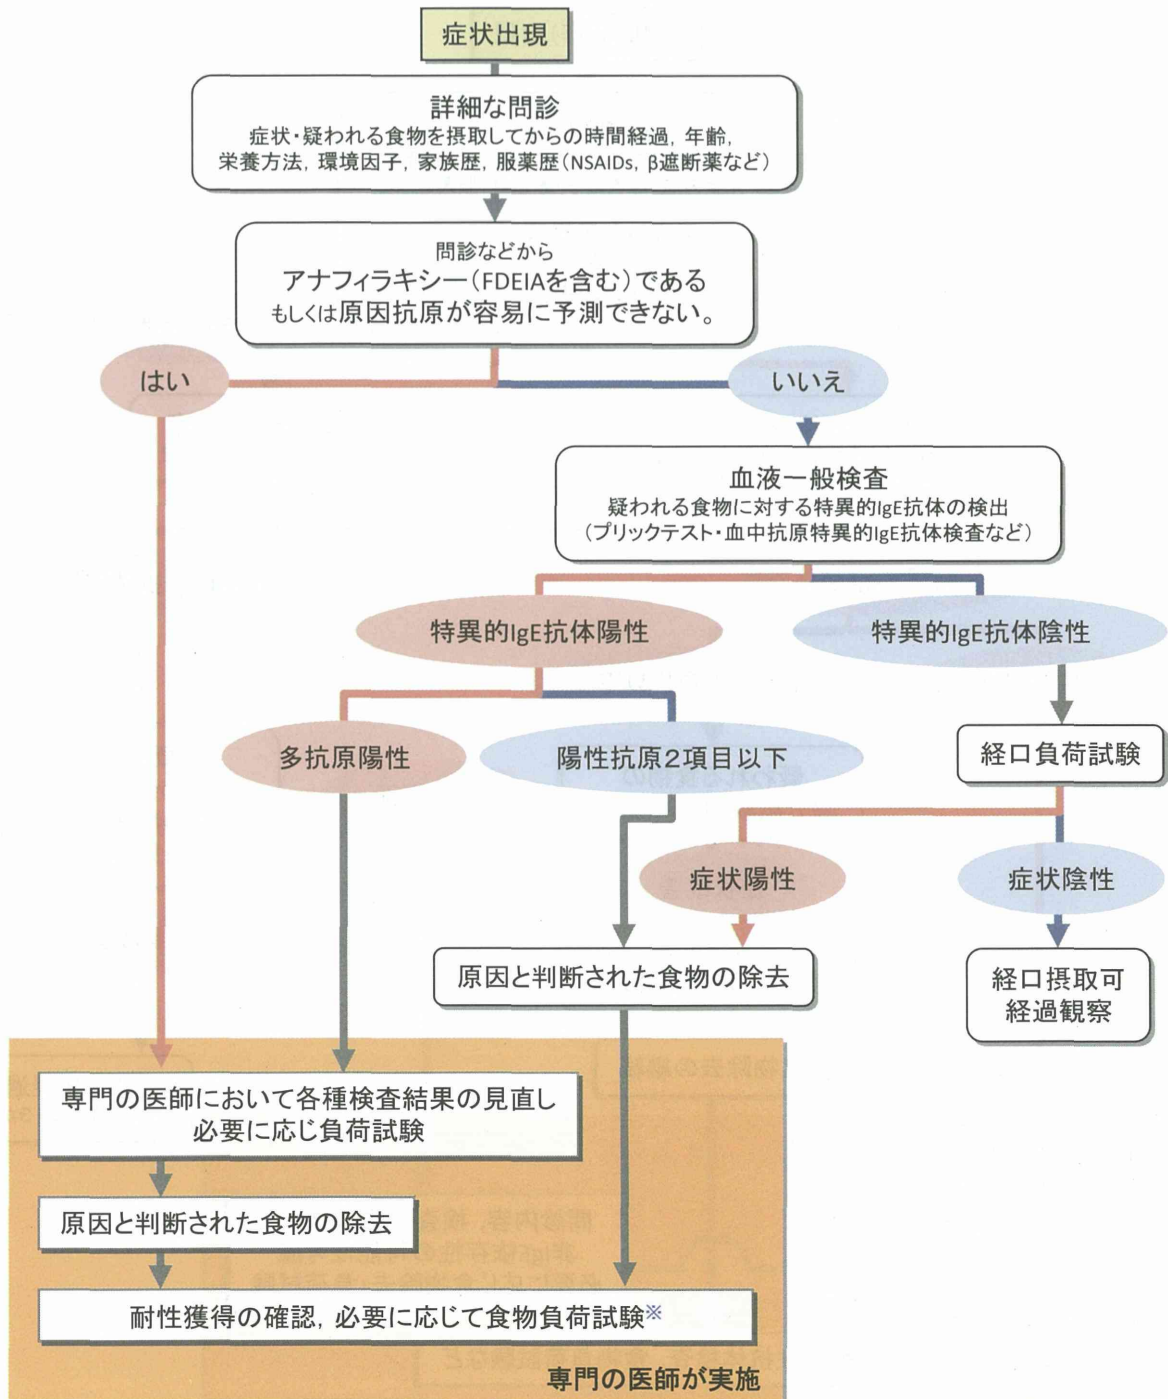 症状出現
詳細な問診
症状・疑われる食物を摂取してからの時間経過, 年齢,
栄養方法, 環境因子, 家族歴, 服薬歴(NSAIDs, β遮断薬など)
問診などから
アナフィラキシー(FDEIAを含む)である
もしくは原因抗原が容易に予測できない。
はい
いいえ
血液一般検査
疑われる食物に対する特異的IgE抗体の検出
(プリックテスト・血中抗原特異的IgE抗体検査など)
特異的IgE抗体陽性
特異的IgE抗体陰性
多抗原陽性
陽性抗原2項目以下
経口負荷試験
症状陽性
症状陰性
原因と判断された食物の除去
経口摂取可
経過観察
専門の医師において各種検査結果の見直し
必要に応じ負荷試験
原因と判断された食物の除去
耐性獲得の確認, 必要に応じて食物負荷試験※
専門の医師が実施